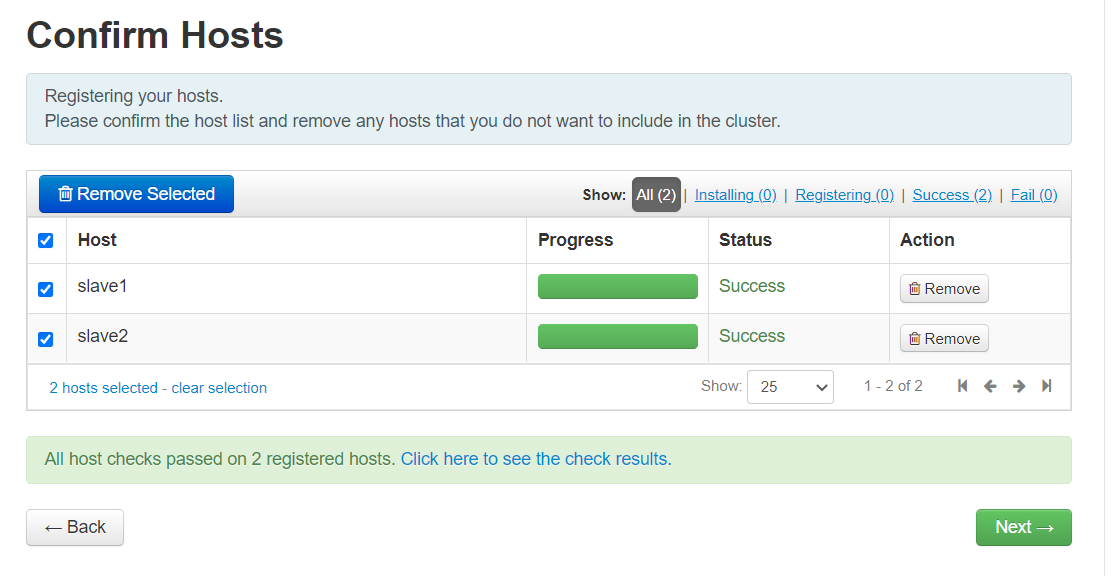 Confirm Hosts
Registering your hosts.
Please confirm the host list and remove any hosts that you do not want to include in the cluster.
Remove Selected Show: All (2) | Installing (0) | Registering (0) | Success (2) | Fail (0)
Host Progress Status Action
slave1 Success Remove
slave2 Success Remove
2 hosts selected - clear selection Show: 25 1 - 2 of 2
All host checks passed on 2 registered hosts. Click here to see the check results.
← Back Next →